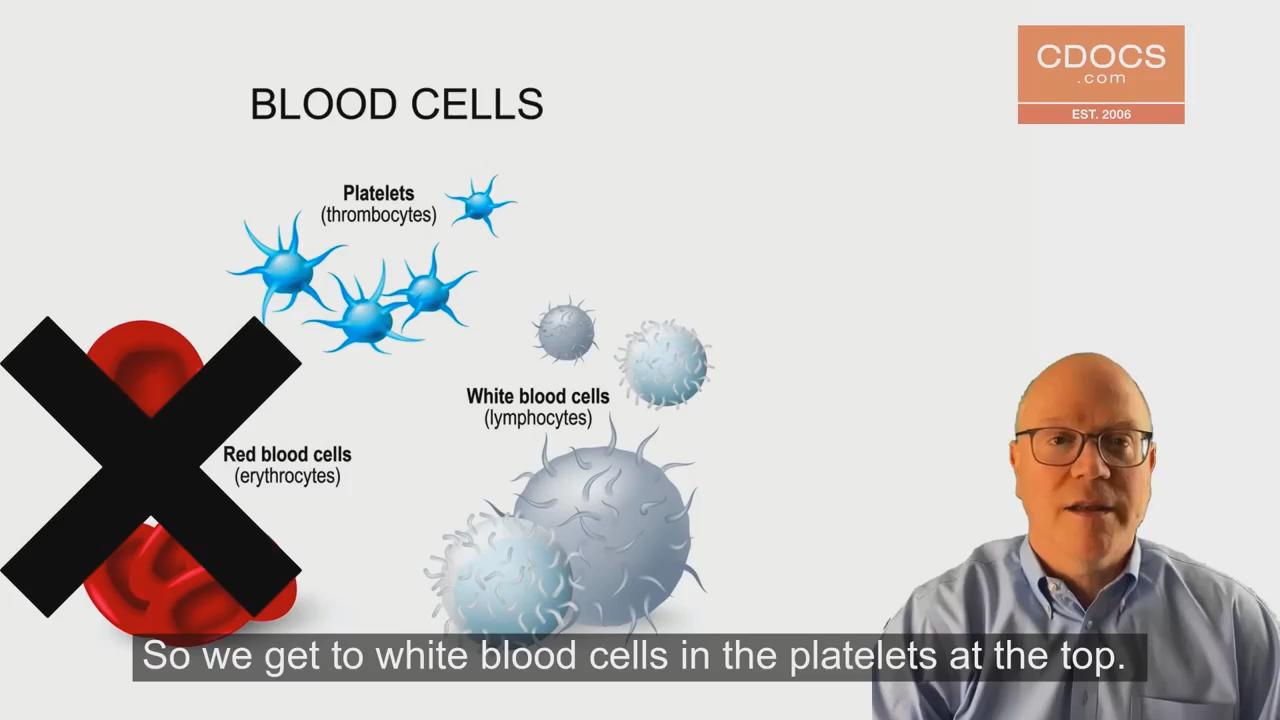 CDOCS
.com
EST. 2006
BLOOD CELLS
Platelets
(thrombocytes)
White blood cells
(lymphocytes)
Red blood cells
(erythrocytes)
So we get to white blood cells in the platelets at the top.